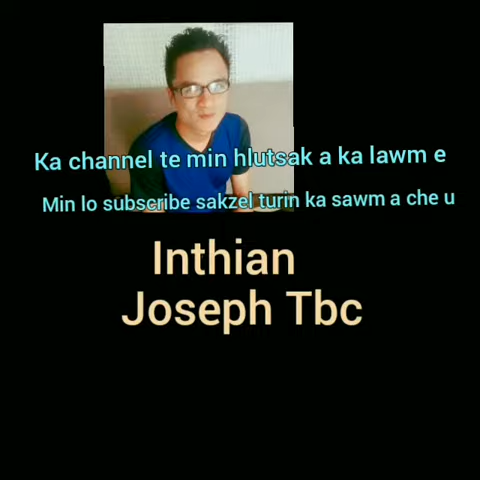 Ka channel te min hlutsak a ka lawm e
Min lo subscribe sakzel turin ka sawm a che u
Inthian
Joseph Tbc